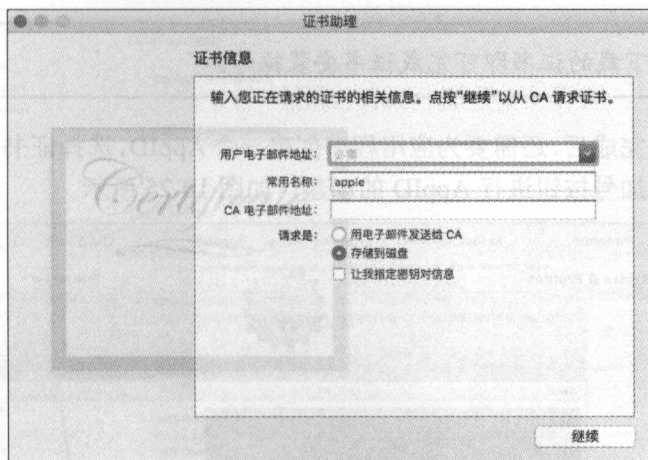 证书助理
证书信息
输入您正在请求的证书的相关信息。点按“继续”以从 CA 请求证书。
用户电子邮件地址： 必需
常用名称： apple
CA 电子邮件地址：
请求是： 用电子邮件发送给 CA
存储到磁盘
让我指定密钥对信息
继续